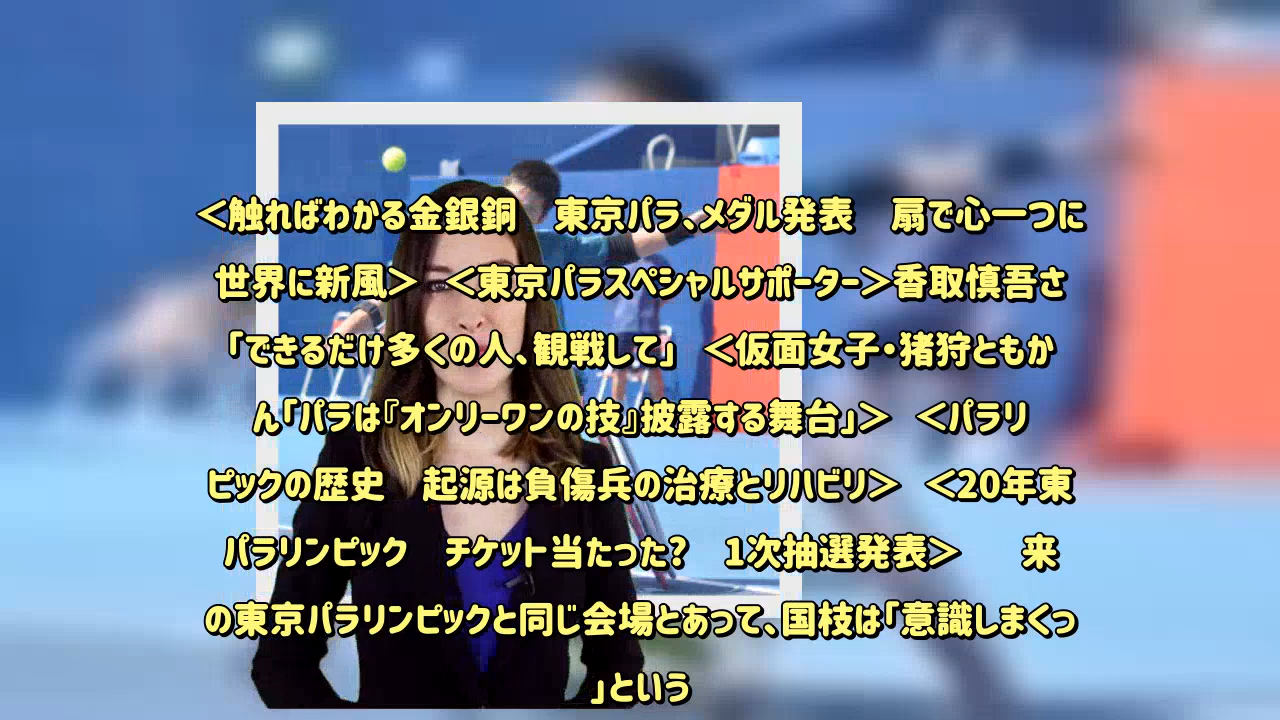 <触ればわかる金銀銅　東京パラ、メダル発表　扇で心一つに
世界に新風>　<東京パラスペシャルサポーター>香取慎吾さ
「できるだけ多くの人、観戦して」　<仮面女子・猪狩ともか
ん「パラは『オンリーワンの技』披露する舞台」>　<パラリ
ピックの歴史　起源は負傷兵の治療とリハビリ>　<20年東
パラリンピック　チケット当たった?　1次抽選発表>　　来
の東京パラリンピックと同じ会場とあって、国枝は「意識しまくっ
」という